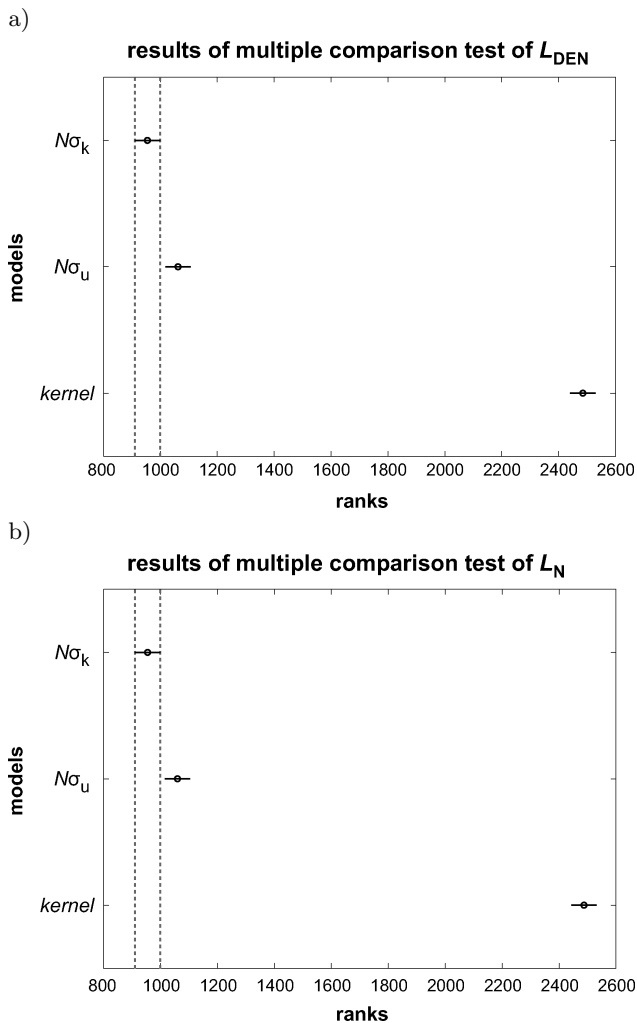 a)
results of multiple comparison test of L_DEN
Nσ_k
Nσ_u
kernel
models
800 1000 1200 1400 1600 1800 2000 2200 2400 2600
ranks
b)
results of multiple comparison test of L_N
Nσ_k
Nσ_u
kernel
models
800 1000 1200 1400 1600 1800 2000 2200 2400 2600
ranks